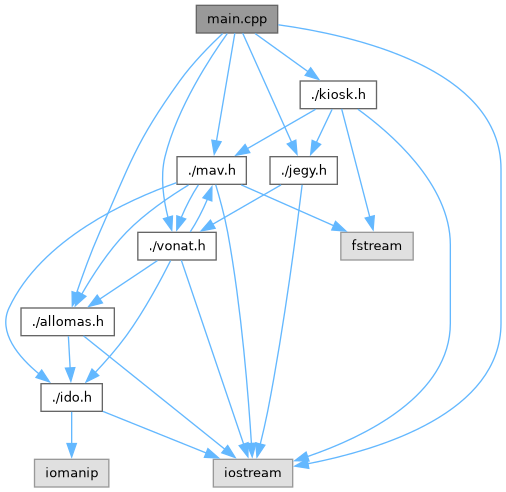 main.cpp
./kiosk.h
./mav.h
./jegy.h
./vonat.h
fstream
./allomas.h
./ido.h
iomanip
iostream